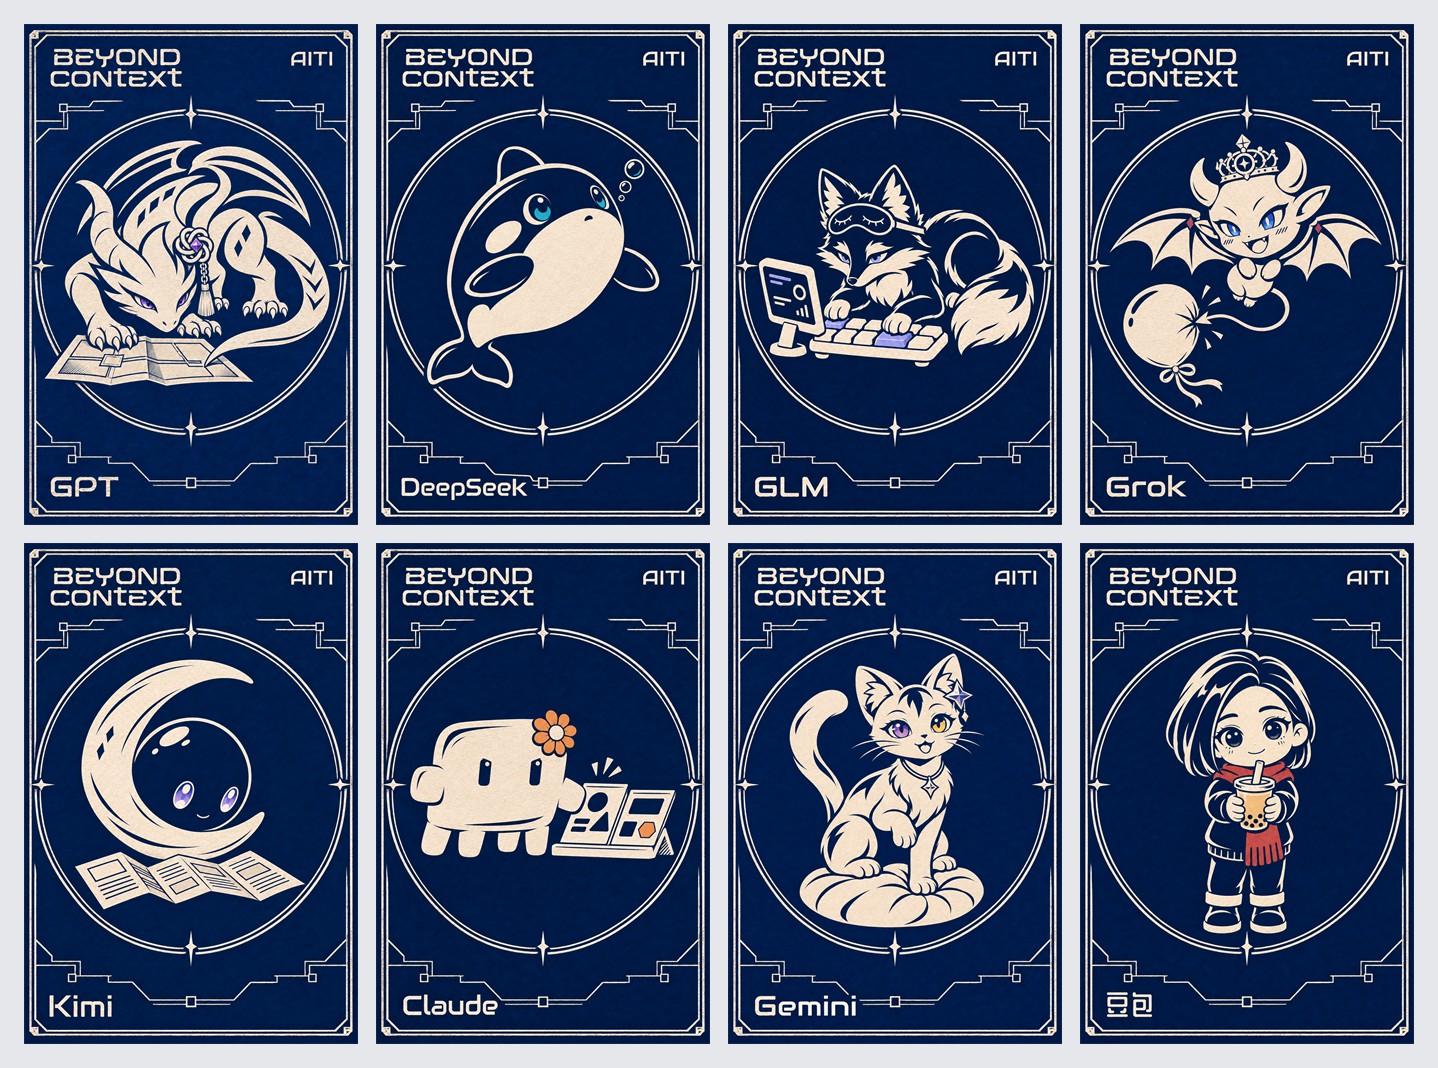 BEYOND
CONTEXT
AITI
GPT
BEYOND
CONTEXT
AITI
DeepSeek
BEYOND
CONTEXT
AITI
GLM
BEYOND
CONTEXT
AITI
Grok
BEYOND
CONTEXT
AITI
Kimi
BEYOND
CONTEXT
AITI
Claude
BEYOND
CONTEXT
AITI
Gemini
BEYOND
CONTEXT
AITI
豆包